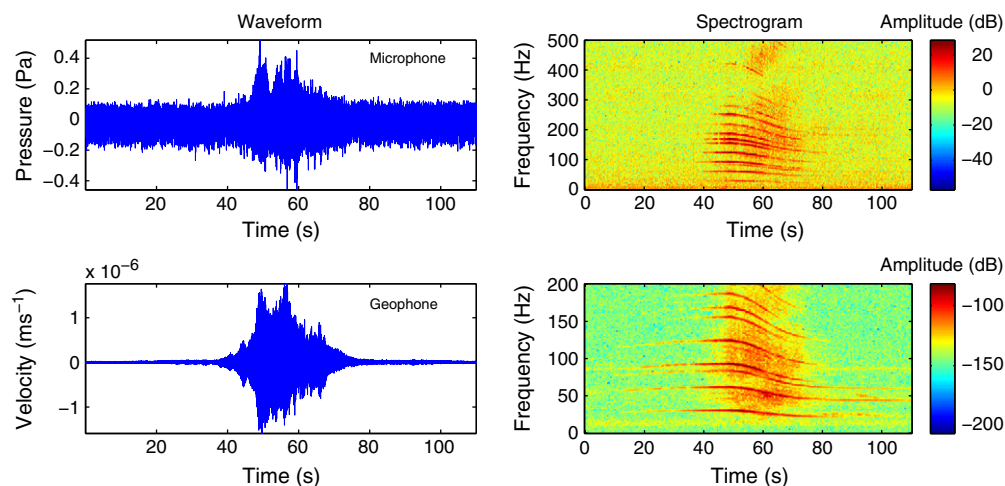 Waveform
Spectrogram
Amplitude (dB)
Pressure (Pa)
0.4
0.2
0
−0.2
−0.4
Microphone
20 40 60 80 100
Time (s)
Frequency (Hz)
500
400
300
200
100
0
0 20 40 60 80 100
Time (s)
20
0
−20
−40
x 10−6
Velocity (ms−1)
1
0
−1
Geophone
20 40 60 80 100
Time (s)
Amplitude (dB)
Frequency (Hz)
200
150
100
50
0
0 20 40 60 80 100
Time (s)
−100
−150
−200